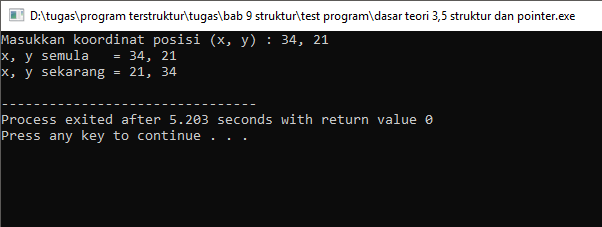 D:\tugas\program terstruktur\tugas\bab 9 struktur\test program\dasar teori 3,5 struktur dan pointer.exe
Masukkan koordinat posisi (x, y) : 34, 21
x, y semula   = 34, 21
x, y sekarang = 21, 34
--------------------------------
Process exited after 5.203 seconds with return value 0
Press any key to continue . . .